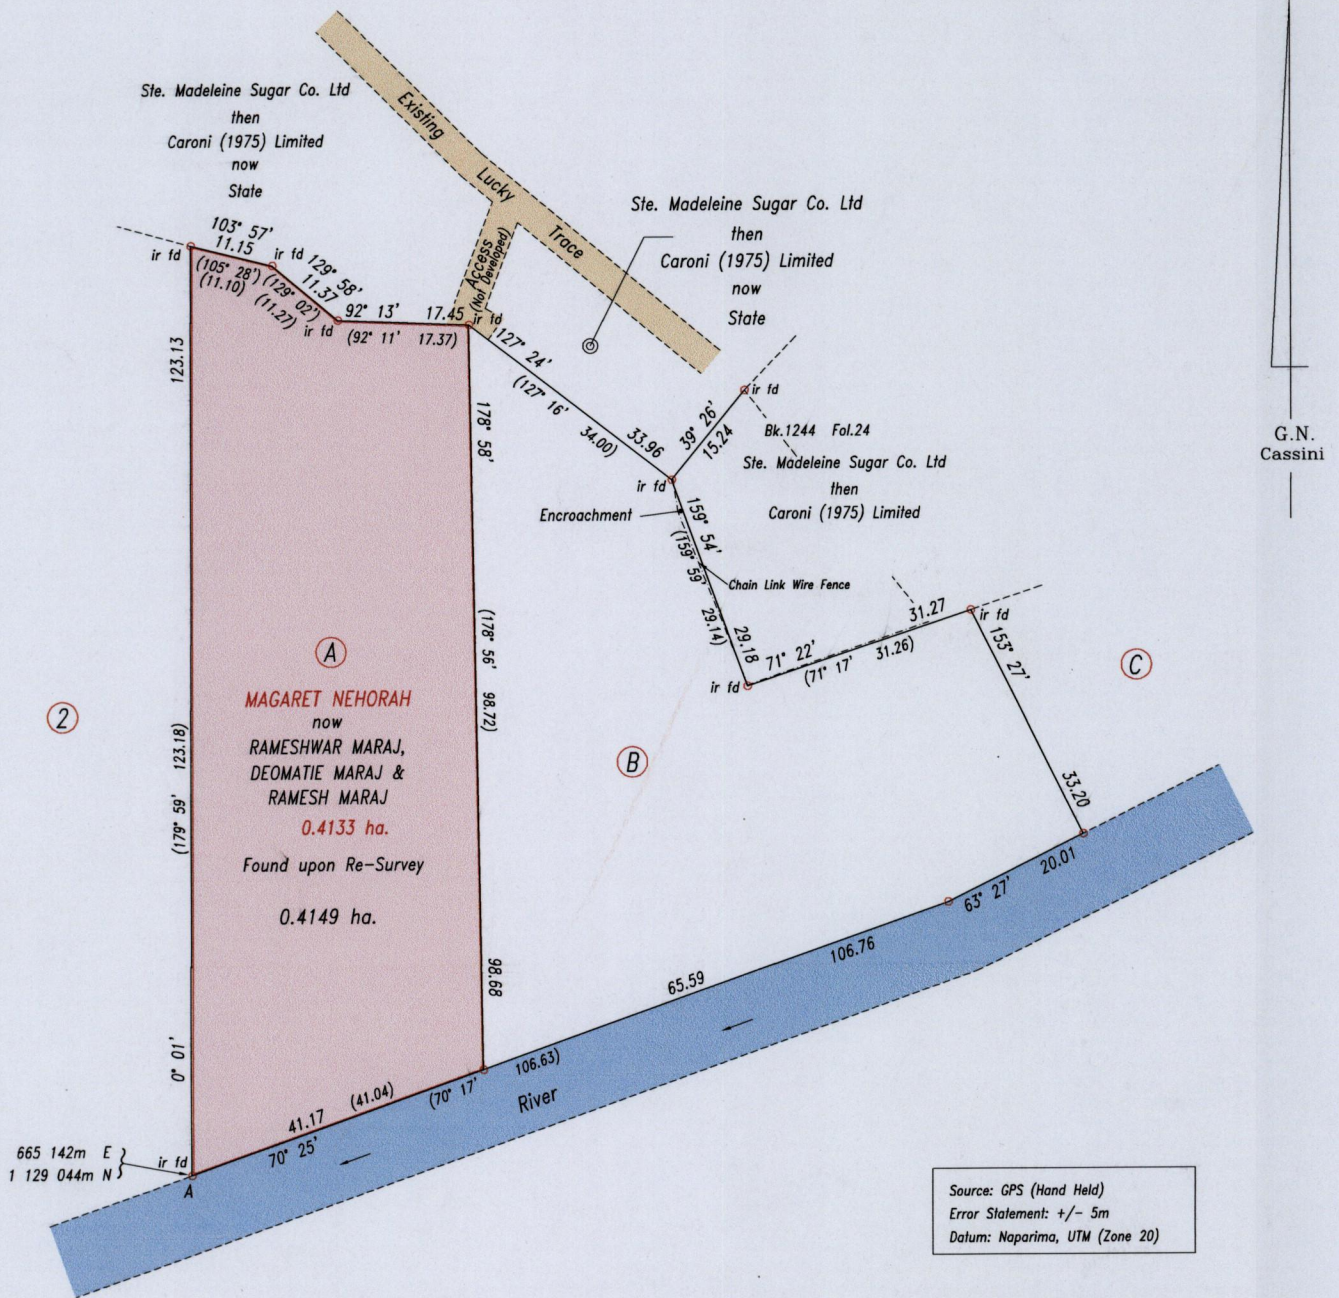 Ste. Madeleine Sugar Co. Ltd
then
Caroni (1975) Limited
now
State
Existing
Lucky
Trace
Access
(Not Developed)
Ste. Madeleine Sugar Co. Ltd
then
Caroni (1975) Limited
now
State
G.N.
Cassini
103° 57'
11.15
ir fd
(105° 28')
(11.10)
ir fd
129° 58'
11.37
(129° 02')
(11.27)
ir fd
92° 13' 17.45
(92° 11' 17.37)
ir fd
127° 24' 33.96
(127° 16' 34.00)
39° 26'
15.24
ir fd
Bk.1244 Fol.24
Ste. Madeleine Sugar Co. Ltd
then
Caroni (1975) Limited
ir fd
Encroachment
159° 54' 29.18
(159° 59' 29.14)
Chain Link Wire Fence
ir fd
71° 22' 31.27
(71° 17' 31.26)
ir fd
153° 27' 33.20
C
B
2
A
MAGARET NEHORAH
now
RAMESHWAR MARAJ,
DEOMATIE MARAJ &
RAMESH MARAJ
0.4133 ha.
Found upon Re-Survey
0.4149 ha.
123.13
(179° 59' 123.18)
0° 01'
178° 58' 98.68
(178° 56' 98.72)
63° 27' 20.01
65.59
106.76
(70° 17' 106.63)
River
41.17 (41.04)
70° 25'
665 142m E
1 129 044m N
ir fd
A
Source: GPS (Hand Held)
Error Statement: +/- 5m
Datum: Naparima, UTM (Zone 20)